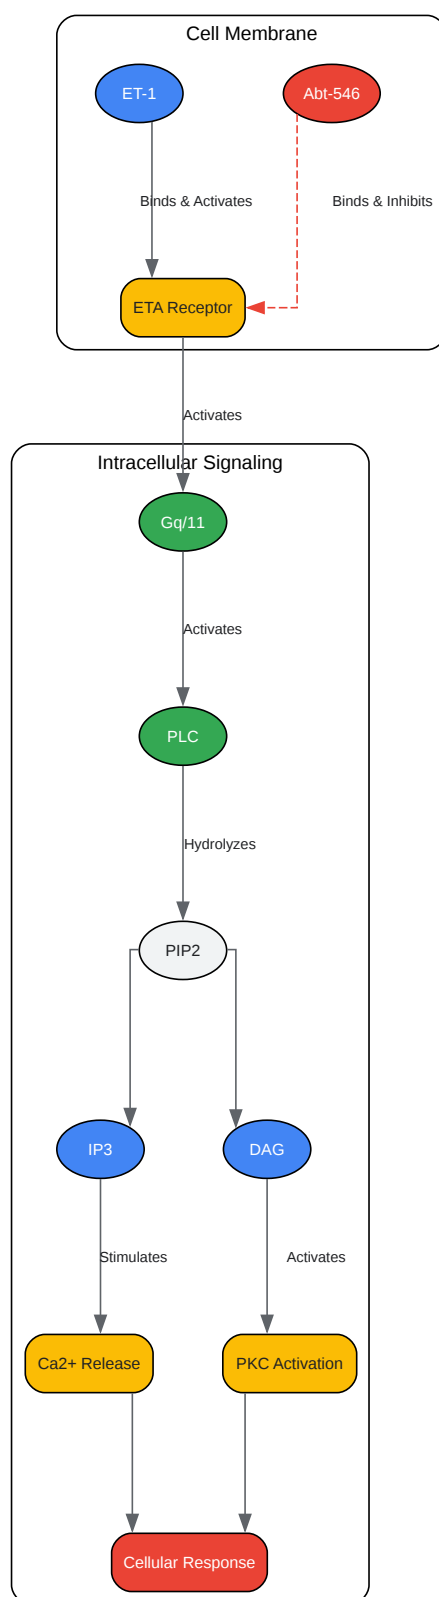 Cell Membrane
ET-1
Abt-546
Binds & Activates
Binds & Inhibits
ETA Receptor
Activates
Intracellular Signaling
Gq/11
Activates
PLC
Hydrolyzes
PIP2
IP3
DAG
Stimulates
Activates
Ca2+ Release
PKC Activation
Cellular Response